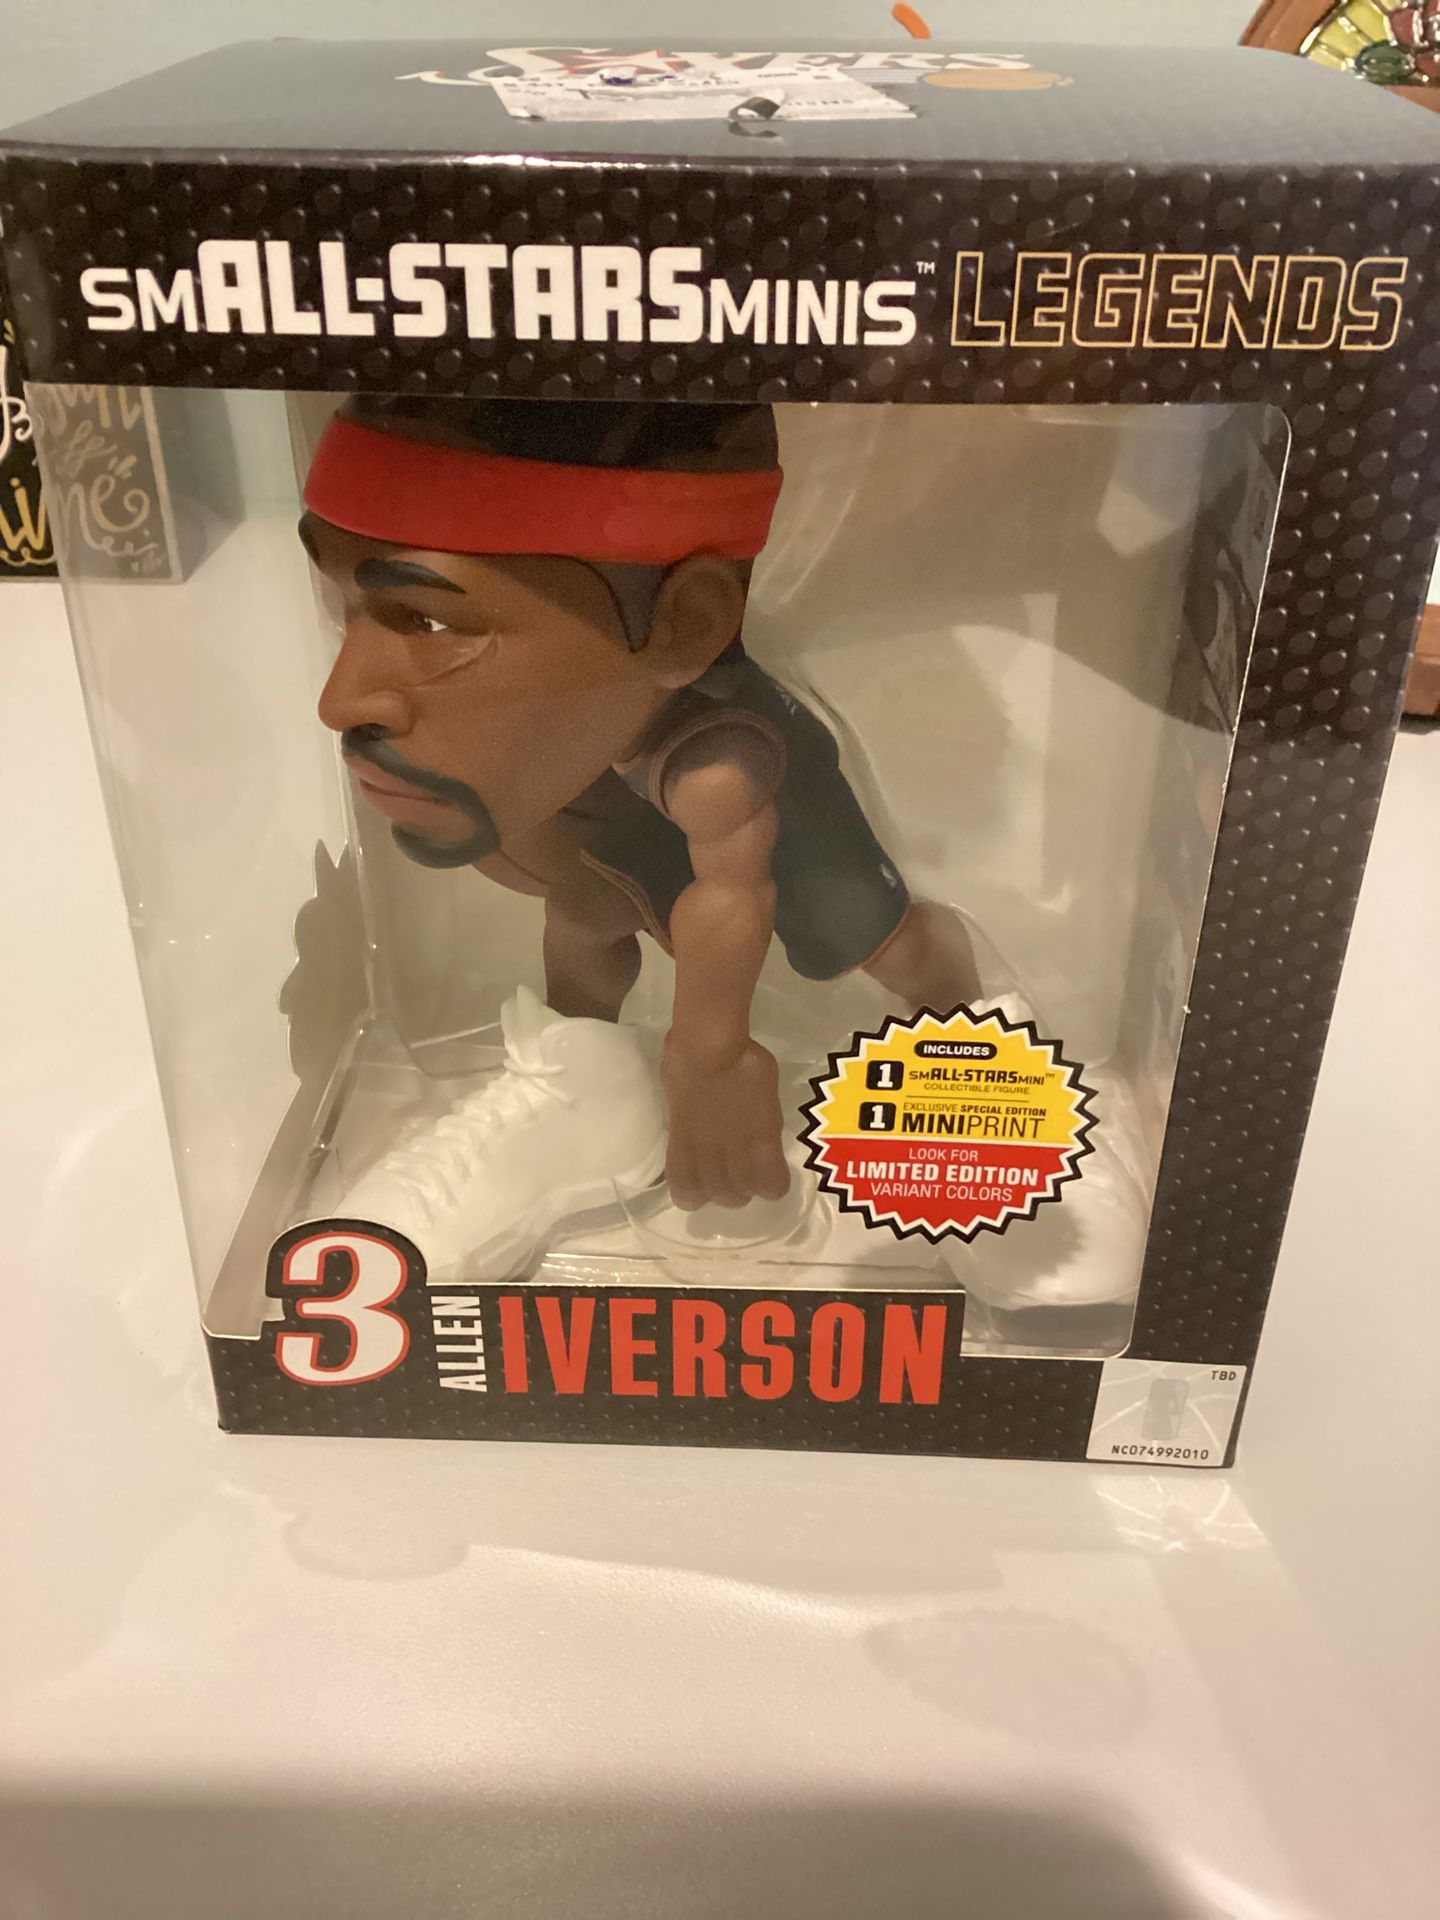 SIXERS
smALL-STARSMINIS™ LEGENDS
INCLUDES
1 smALL-STARSMINI™
COLLECTIBLE FIGURE
1 EXCLUSIVE SPECIAL EDITION
MINIPRINT
LOOK FOR
LIMITED EDITION
VARIANT COLORS
3 ALLEN IVERSON
TBD
NC074992010